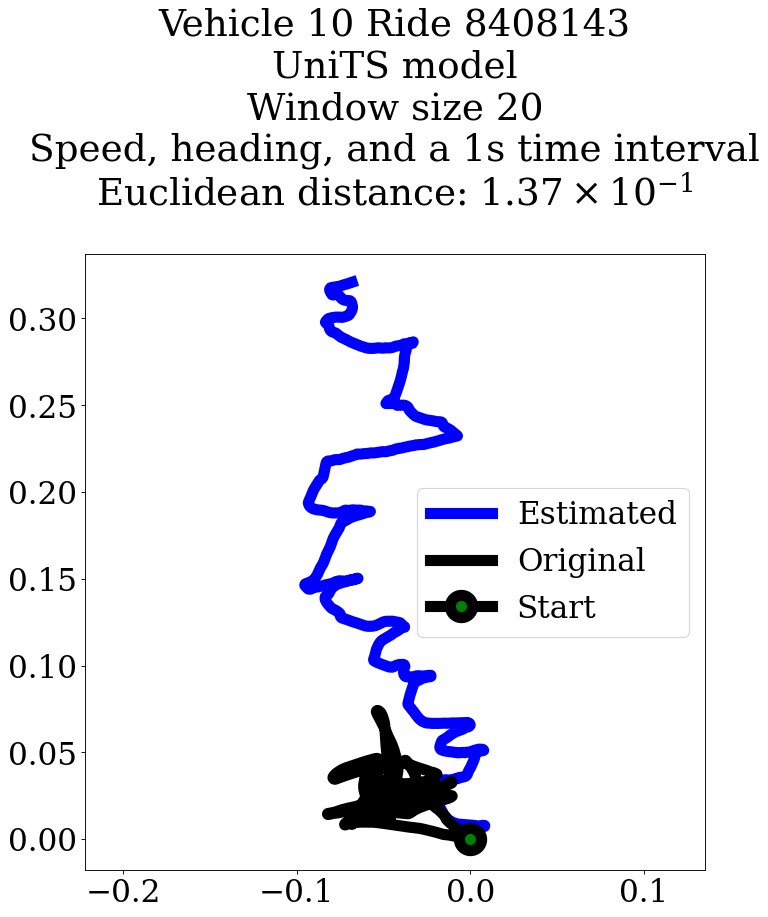 Vehicle 10 Ride 8408143
UniTS model
Window size 20
Speed, heading, and a 1s time interval
Euclidean distance: 1.37 × 10⁻¹
0.30
0.25
0.20
0.15
0.10
0.05
0.00
Estimated
Original
Start
−0.2
−0.1
0.0
0.1